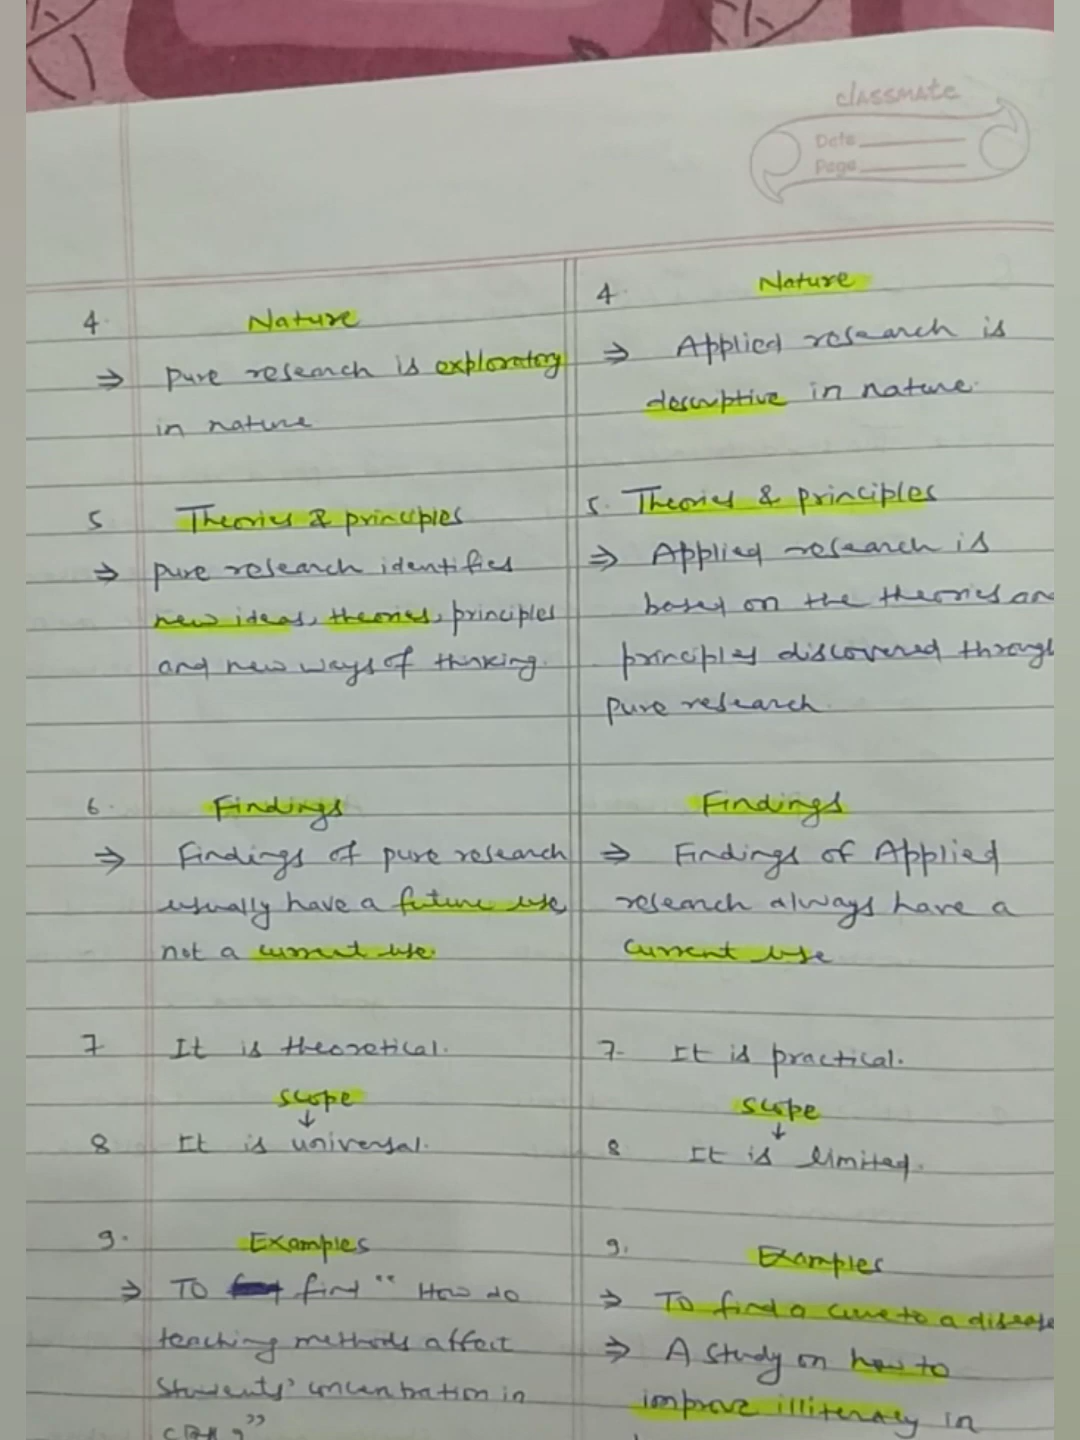 classmate
Date
Page
4.
Nature
⇒ pure research is exploratory
in nature
5
Theories & principles
⇒ pure research identifies
new ideas, theories, principles
and new ways of thinking.
6.
Findings
⇒ Findings of pure research
usually have a future use
not a current use.
7 It is theoretical.
scope
↓
8 It is universal.
9.
Examples
⇒ To find "How do
teaching methods affect
students' concentration in
4.
Nature
⇒ Applied research is
descriptive in nature.
5. Theories & principles
⇒ Applied research is
based on the theories
principles discovered through
pure research
Findings
⇒ Findings of Applied
research always have a
current use
7. It is practical.
scope
↓
8 It is limited.
9.
Examples
⇒ To find a cure to a disease
⇒ A study on how to
improve illiteracy in